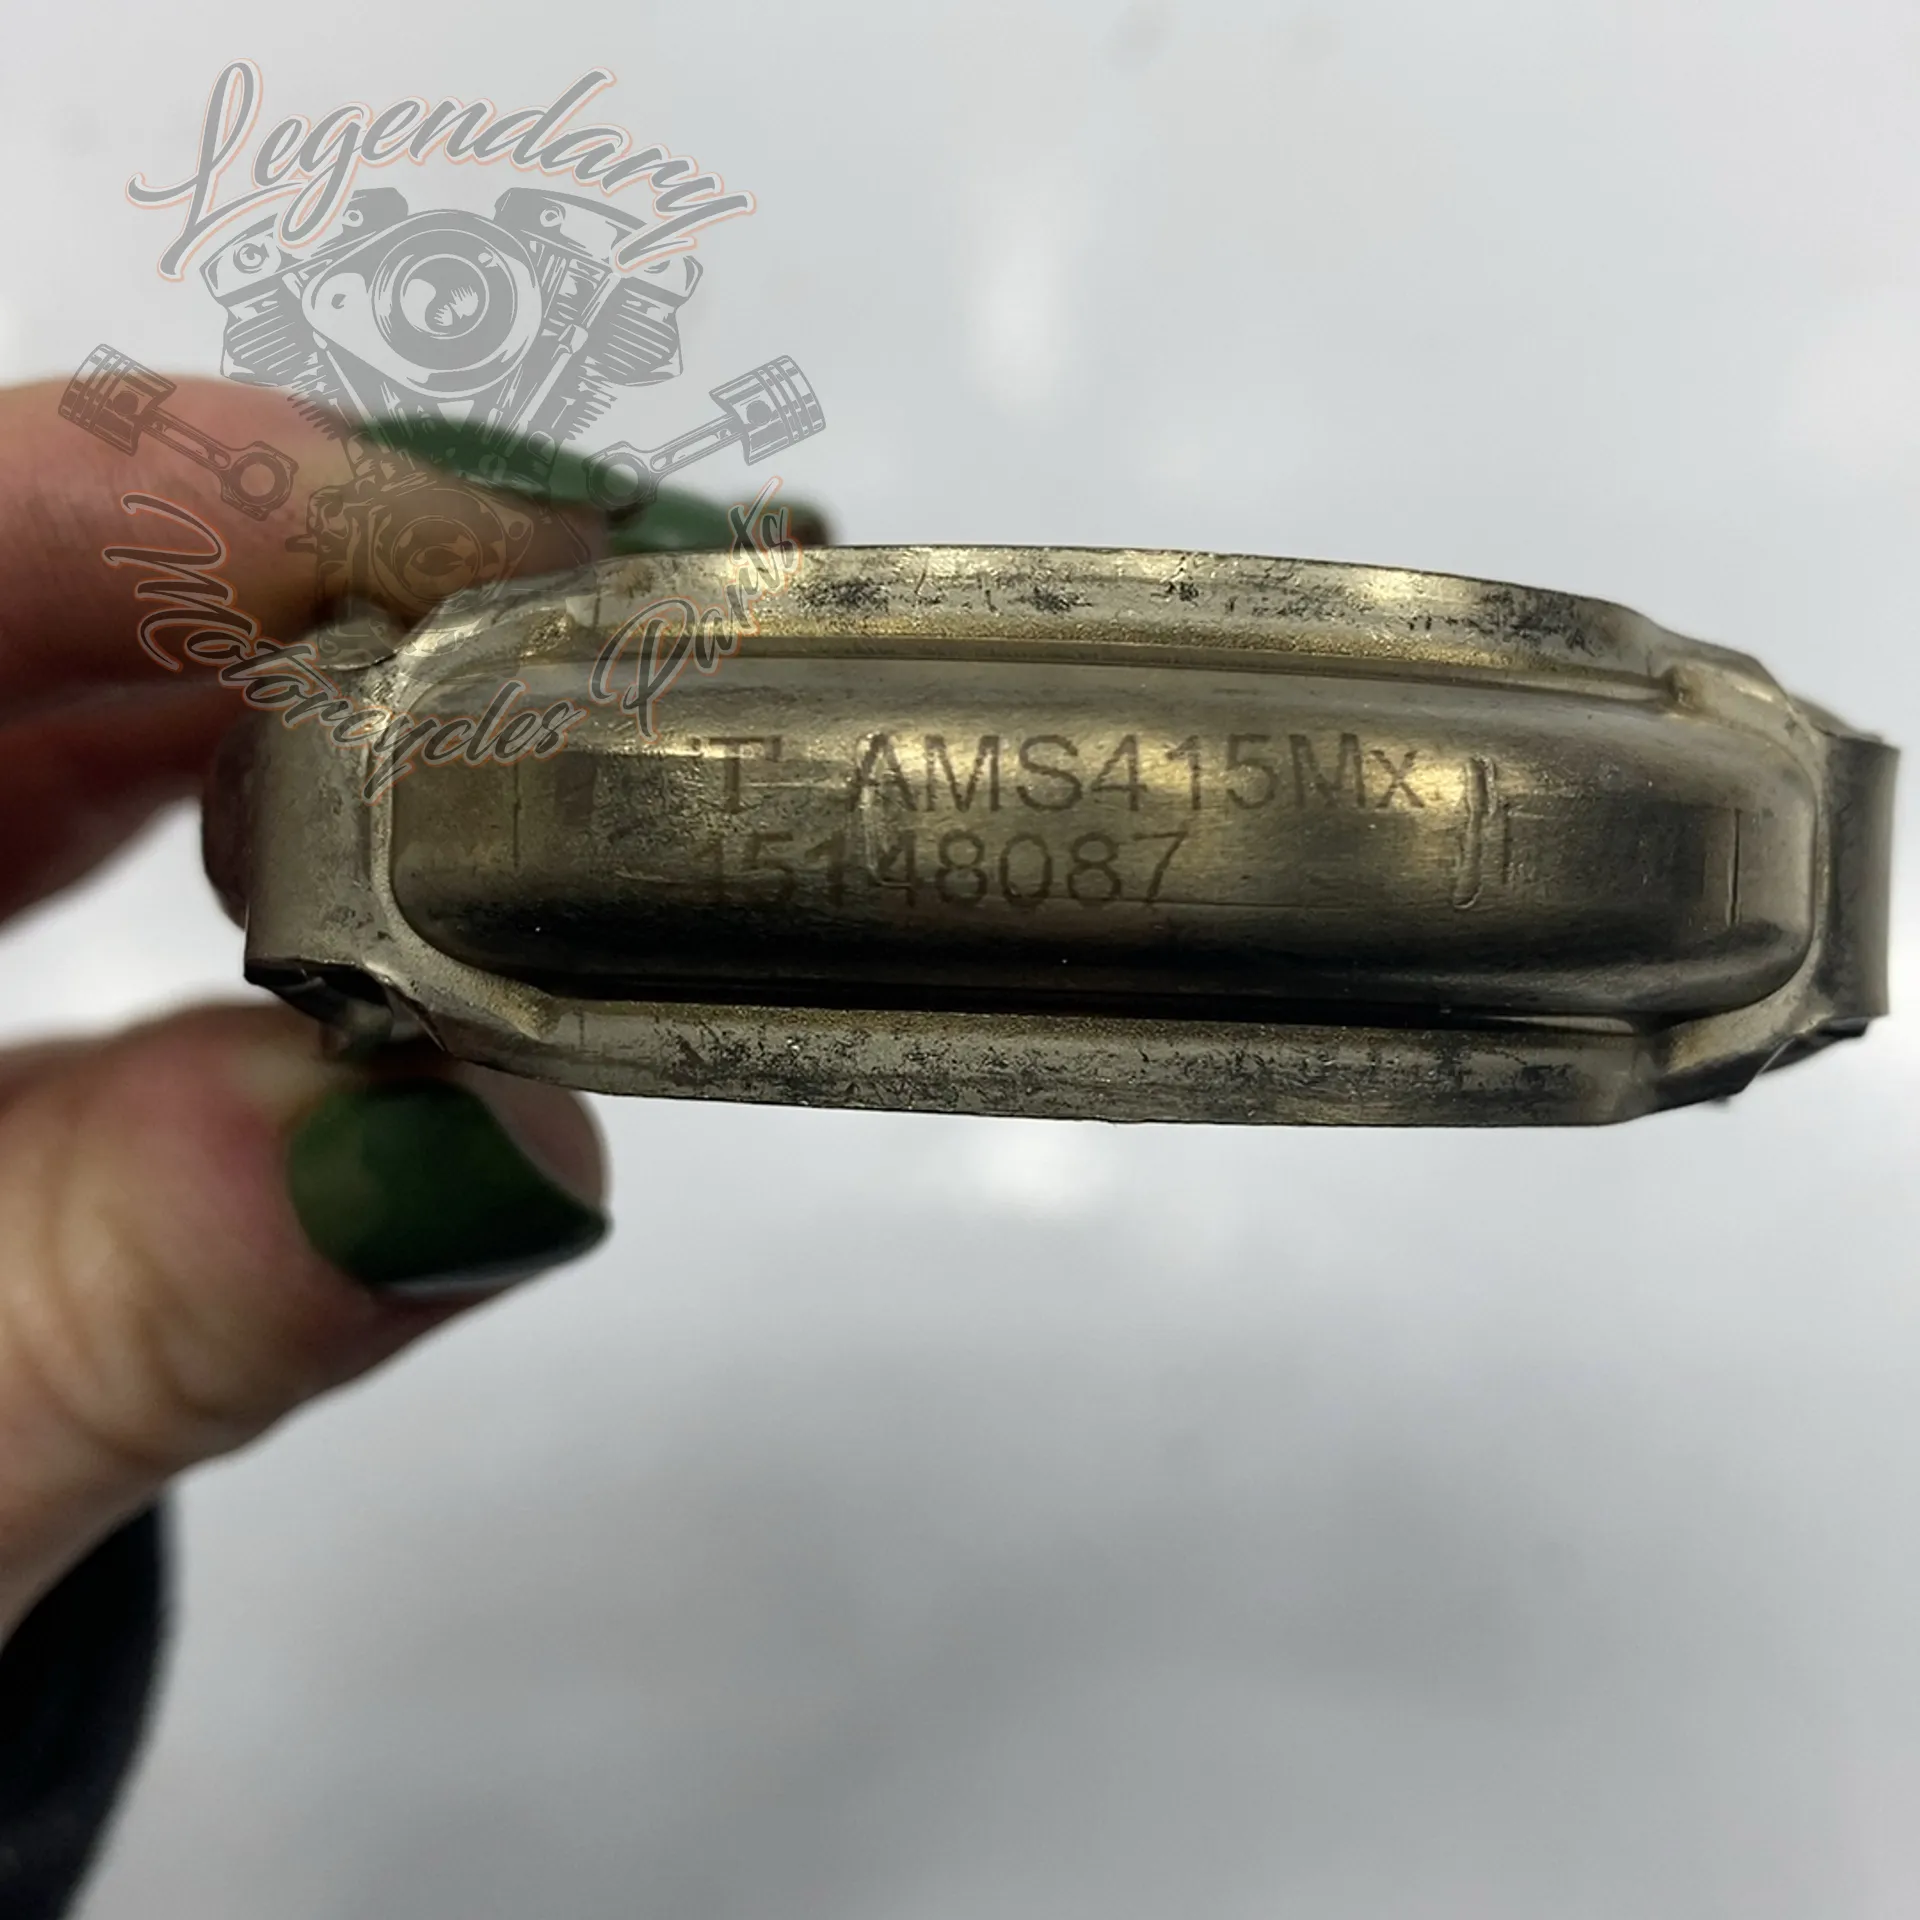 Legendary
Motorcycles Parts
'T' AMS415Mx
15148087